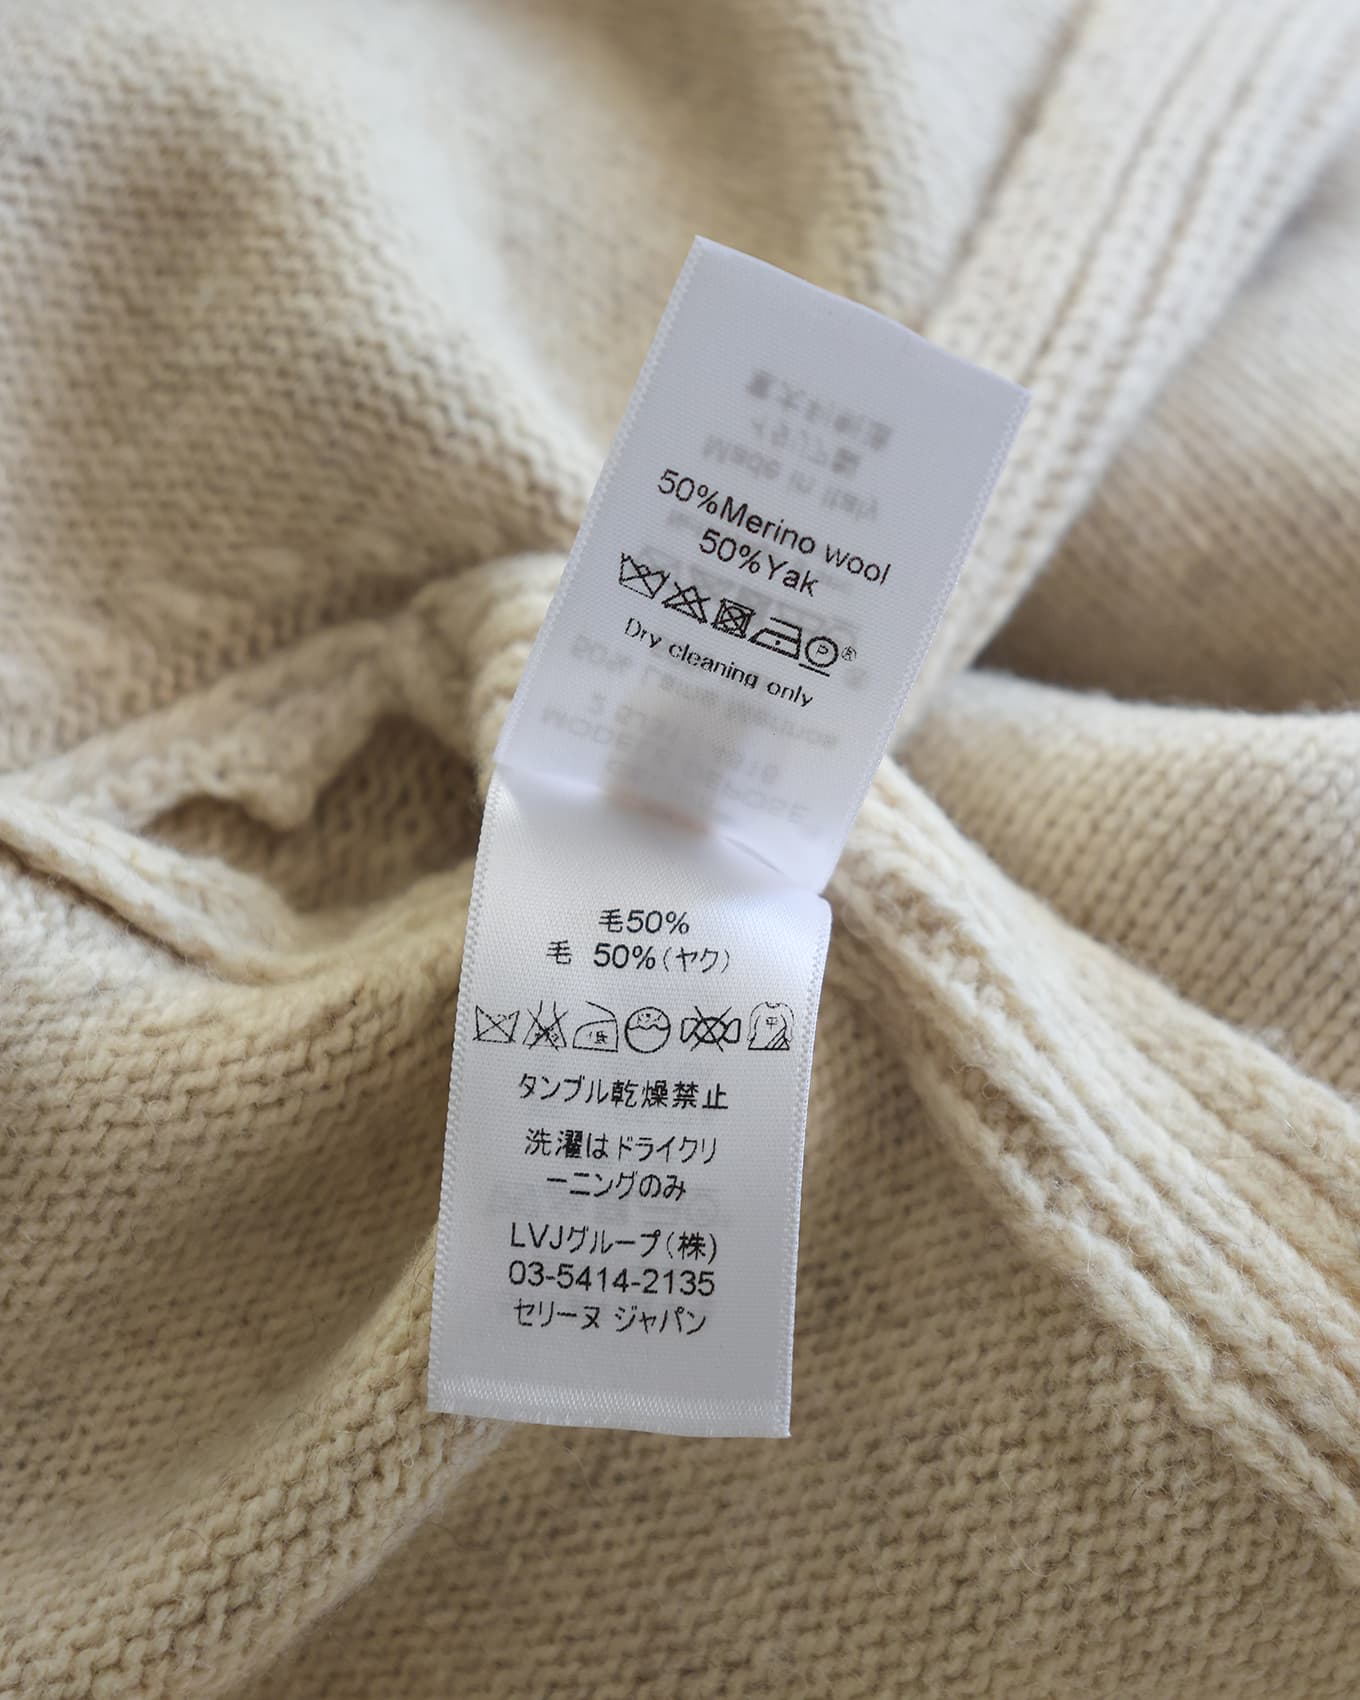 50%Merino wool
50%Yak
P
Dry cleaning only
毛50%
毛 50%(ヤク)
タンブル乾燥禁止
洗濯はドライクリ
ーニングのみ
LVJグループ(株)
03-5414-2135
セリーヌ ジャパン